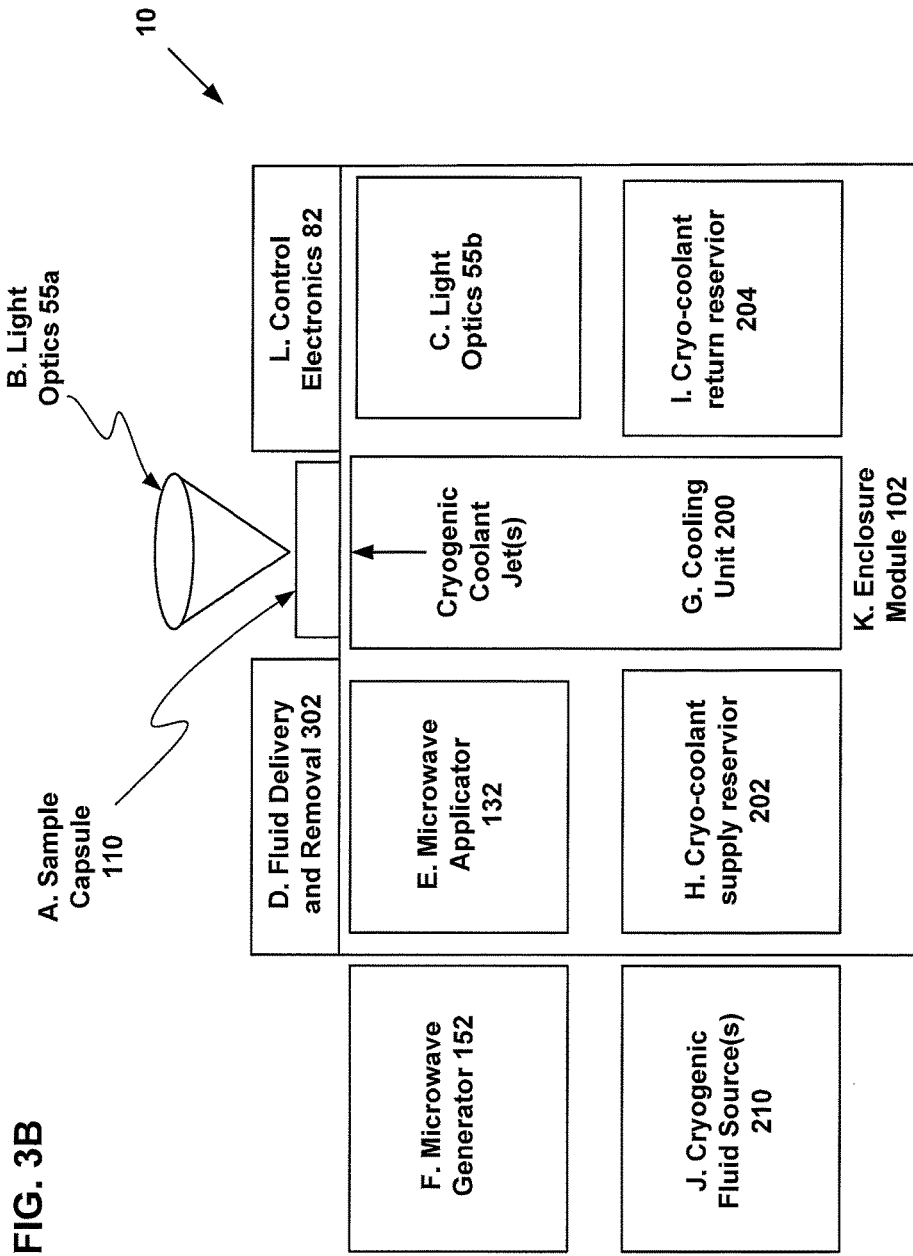 FIG. 3B
10
B. Light
Optics 55a
A. Sample
Capsule
110
D. Fluid Delivery
and Removal 302
L. Control
Electronics 82
F. Microwave
Generator 152
E. Microwave
Applicator
132
Cryogenic
Coolant
Jet(s)
C. Light
Optics 55b
J. Cryogenic
Fluid Source(s)
210
H. Cryo-coolant
supply reservior
202
G. Cooling
Unit 200
I. Cryo-coolant
return reservior
204
K. Enclosure
Module 102